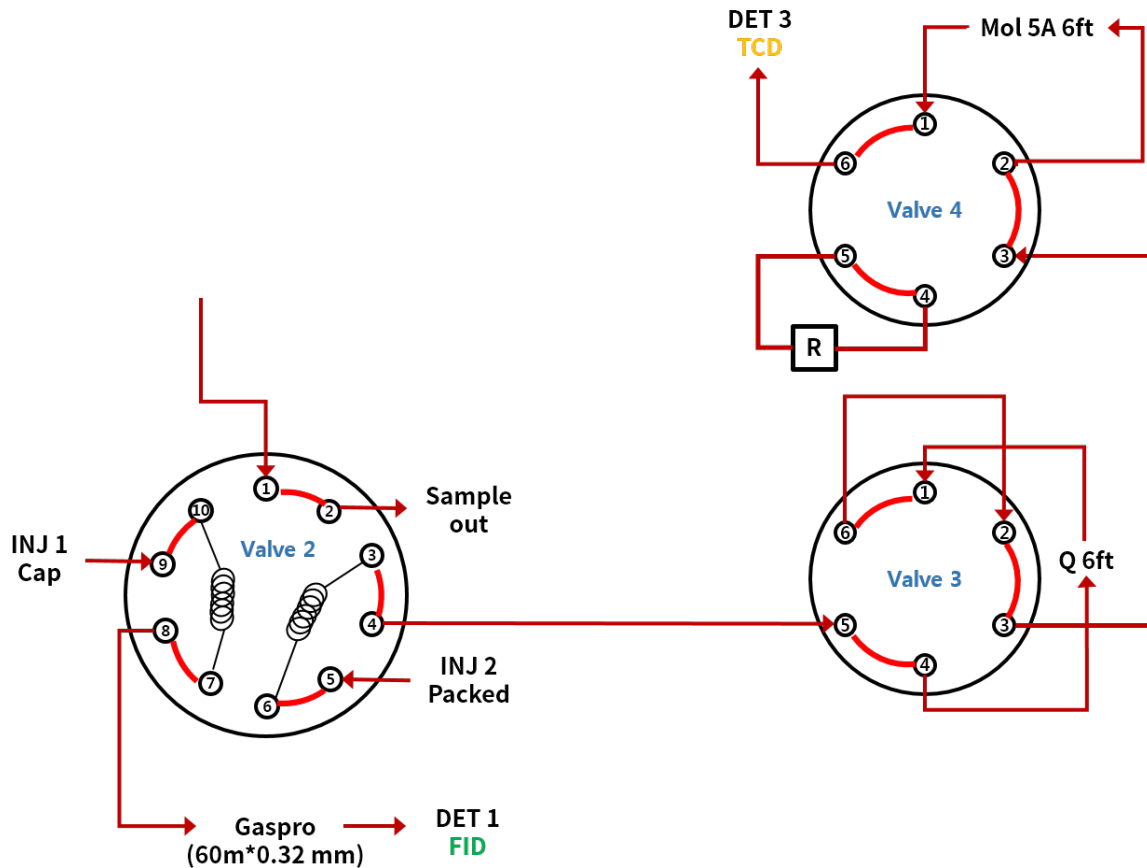 DET 3
TCD
Mol 5A 6ft
1
6
2
Valve 4
5
3
4
R
1
6
2
Valve 3
Q 6ft
5
3
4
1
10
2
Sample
out
INJ 1
Cap
Valve 2
3
9
8
4
7
5
6
INJ 2
Packed
Gaspro
(60m*0.32 mm)
DET 1
FID